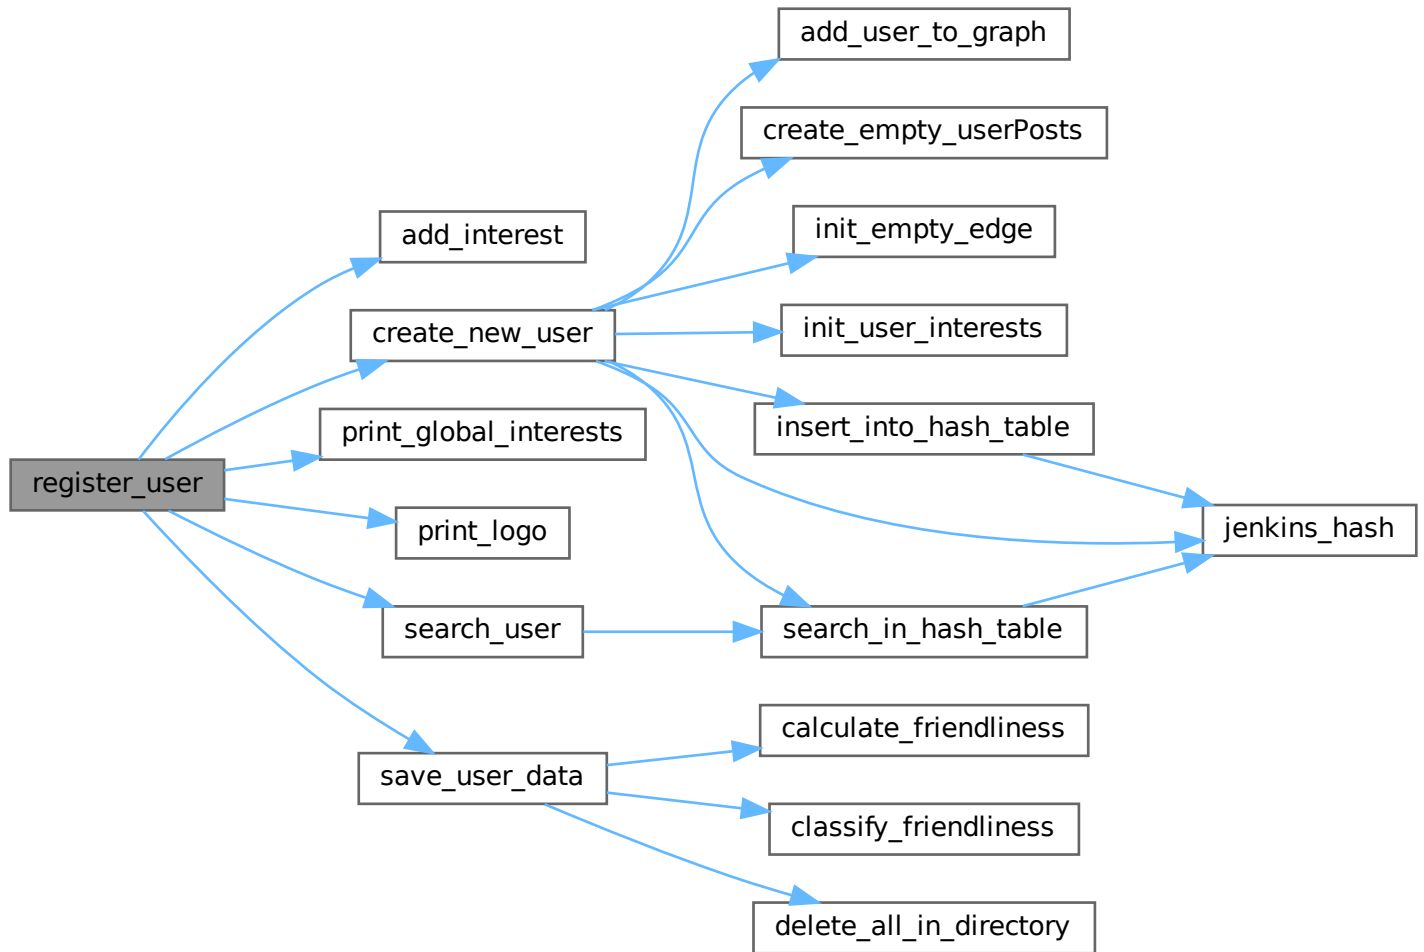 add_user_to_graph
create_empty_userPosts
init_empty_edge
add_interest
init_user_interests
create_new_user
insert_into_hash_table
print_global_interests
register_user
print_logo
jenkins_hash
search_user
search_in_hash_table
calculate_friendliness
save_user_data
classify_friendliness
delete_all_in_directory